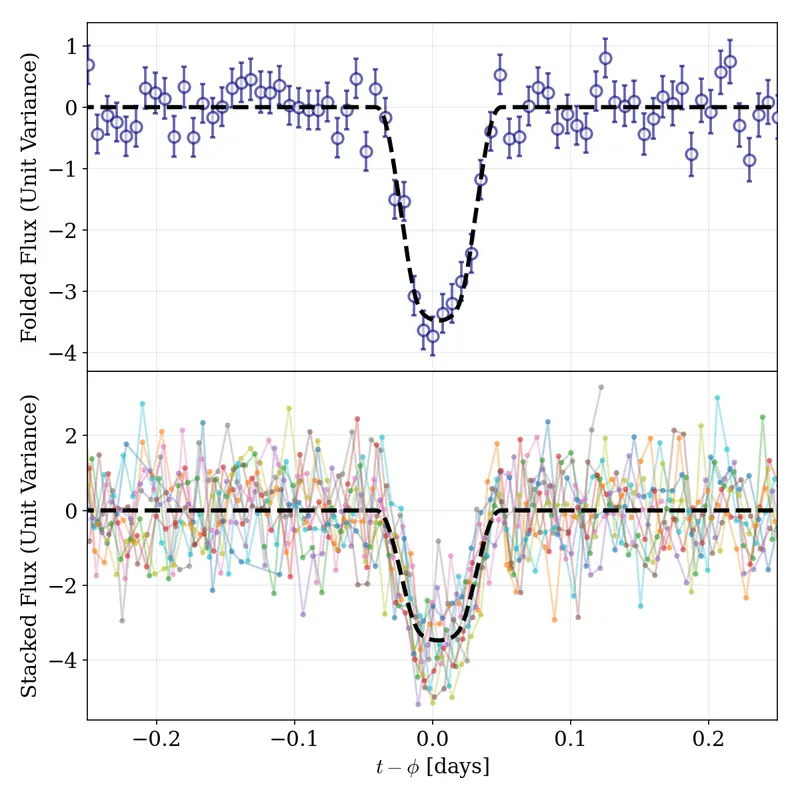 Folded Flux (Unit Variance)
1
0
−1
−2
−3
−4
Stacked Flux (Unit Variance)
2
0
−2
−4
−0.2 −0.1 0.0 0.1 0.2
t − ϕ [days]